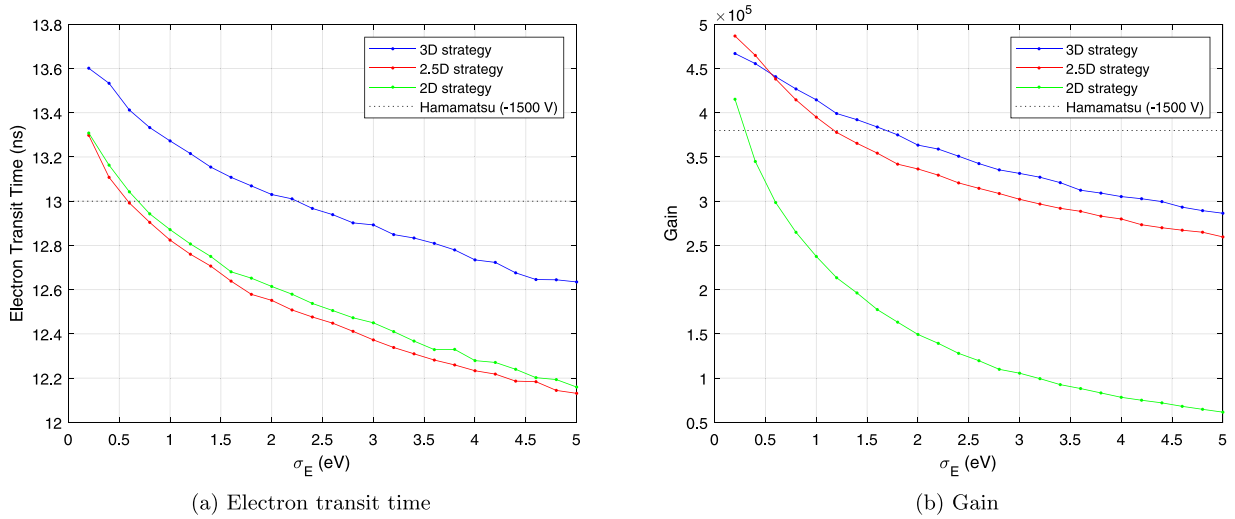 13.8
13.6
13.4
13.2
13
12.8
12.6
12.4
12.2
12
Electron Transit Time (ns)
3D strategy
2.5D strategy
2D strategy
Hamamatsu (-1500 V)
0 0.5 1 1.5 2 2.5 3 3.5 4 4.5 5
σE (eV)
(a) Electron transit time
×10⁵
5
4.5
4
3.5
3
2.5
2
1.5
1
0.5
Gain
3D strategy
2.5D strategy
2D strategy
Hamamatsu (-1500 V)
0 0.5 1 1.5 2 2.5 3 3.5 4 4.5 5
σE (eV)
(b) Gain